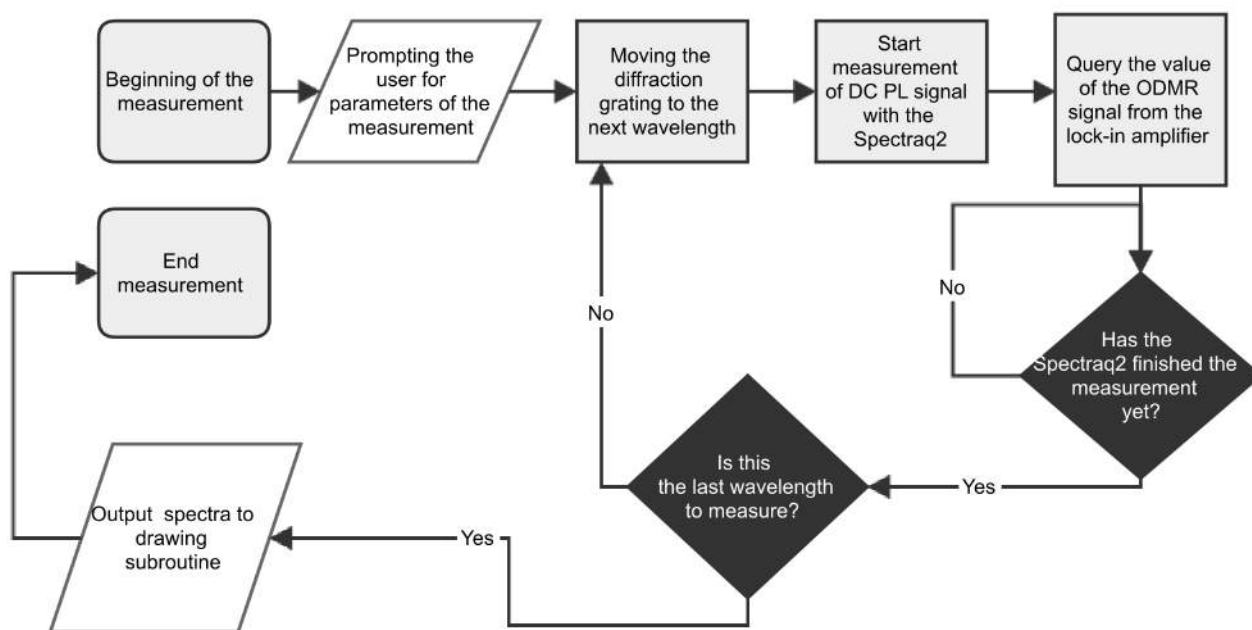 Beginning of the
measurement
Prompting the
user for
parameters of the
measurement
Moving the
diffraction
grating to the
next wavelength
Start
measurement
of DC PL signal
with the
Spectraq2
Query the value
of the ODMR
signal from the
lock-in amplifier
No
Has the
Spectraq2 finished the
measurement
yet?
Yes
Is this
the last wavelength
to measure?
No
Yes
Output spectra to
drawing
subroutine
End
measurement